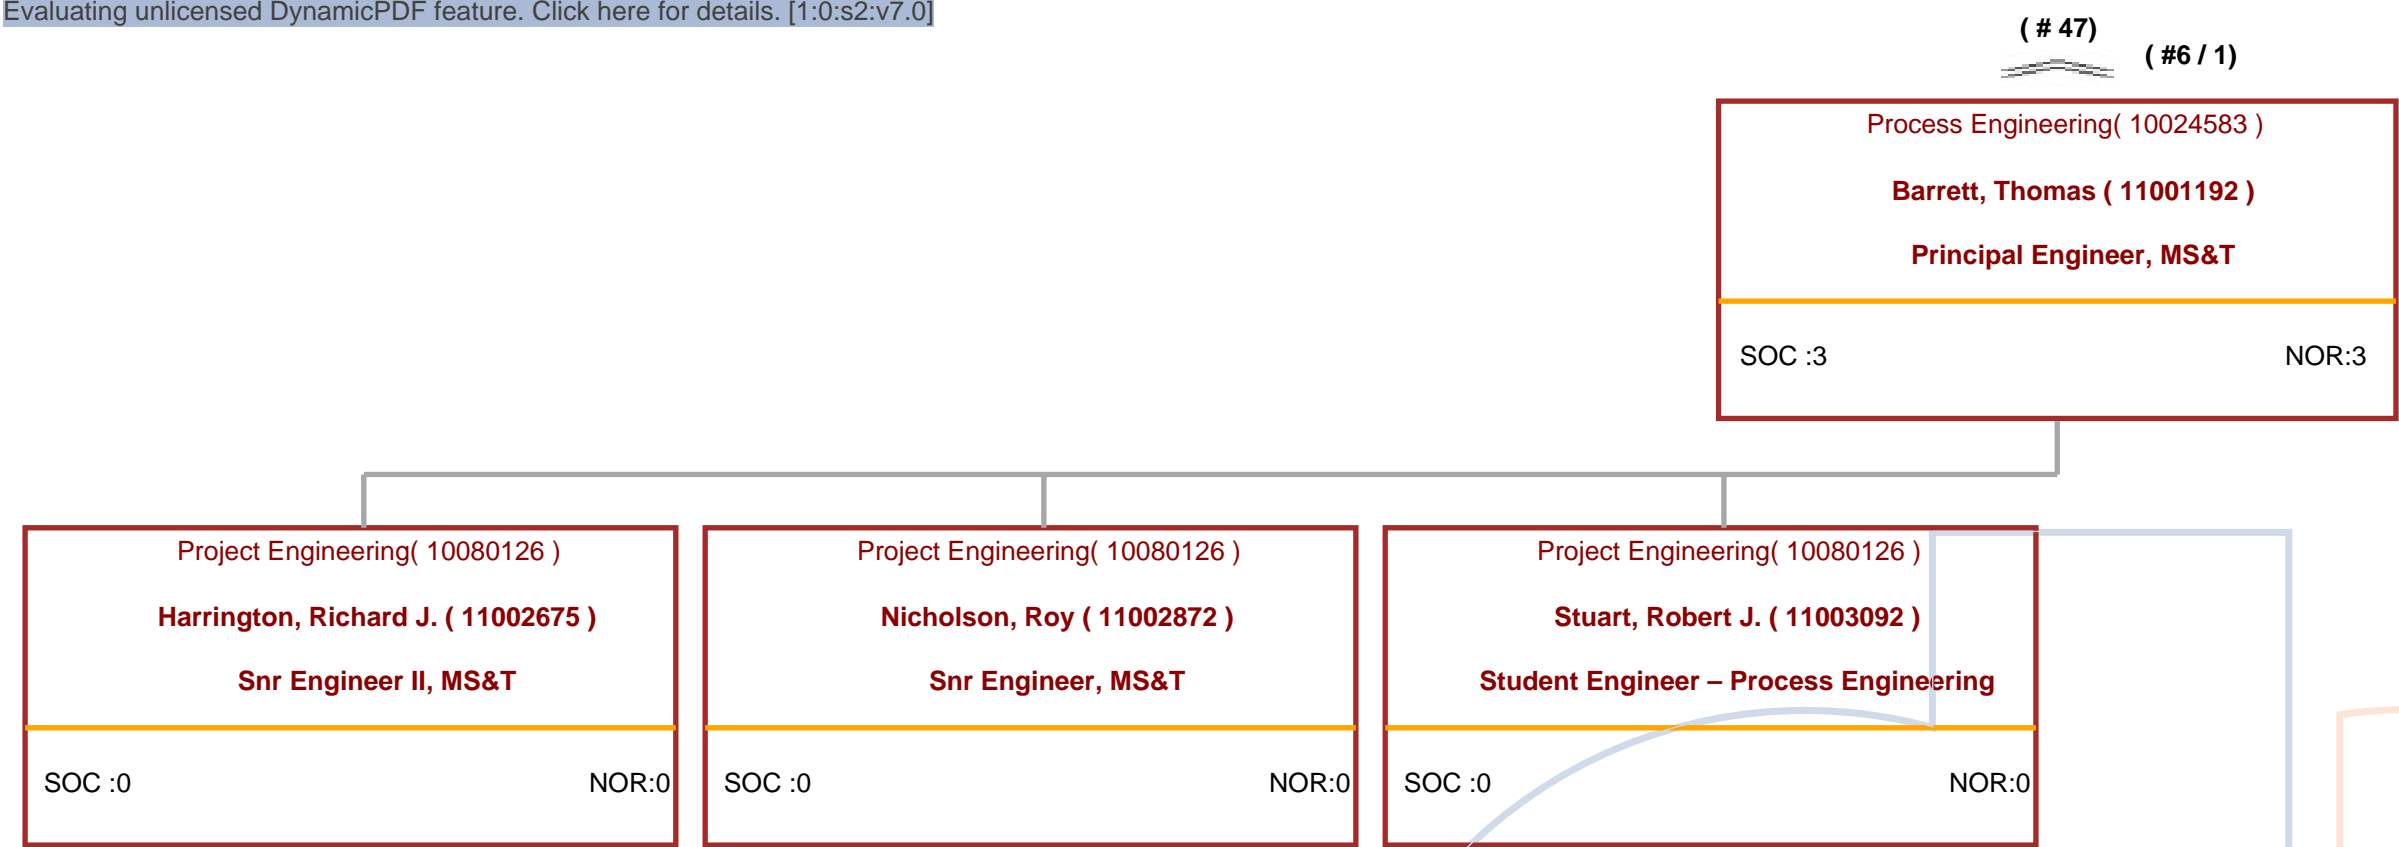 Evaluating unlicensed DynamicPDF feature. Click here for details. [1:0:s2:v7.0]
( # 47)
( #6 / 1)
Process Engineering( 10024583 )
Barrett, Thomas ( 11001192 )
Principal Engineer, MS&T
SOC :3 NOR:3
Project Engineering( 10080126 )
Harrington, Richard J. ( 11002675 )
Snr Engineer II, MS&T
SOC :0 NOR:0
Project Engineering( 10080126 )
Nicholson, Roy ( 11002872 )
Snr Engineer, MS&T
SOC :0 NOR:0
Project Engineering( 10080126 )
Stuart, Robert J. ( 11003092 )
Student Engineer – Process Engineering
SOC :0 NOR:0